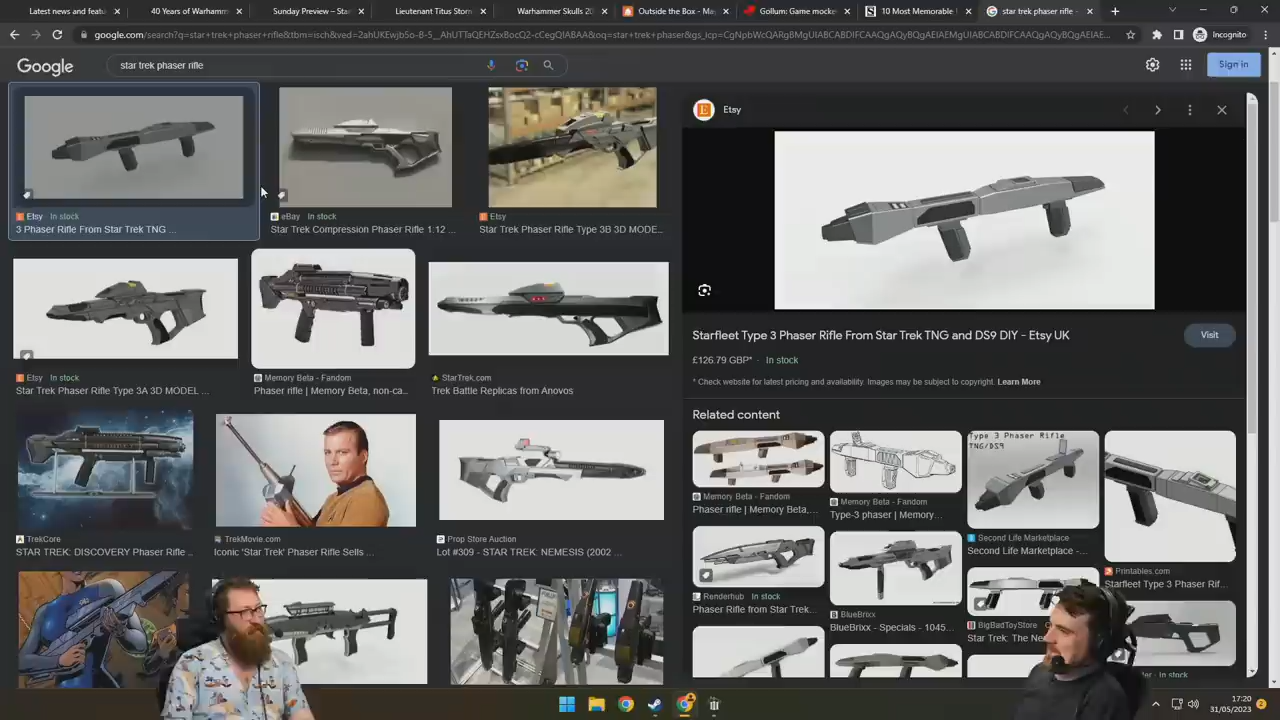 Latest news and featu
40 Years of Warhamm
Sunday Preview – Sta
Lieutenant Titus Storm
Warhammer Skulls 20
Outside the Box - Me
Gollum: Game mocke
10 Most Memorable
star trek phaser rifle
Incognito
Google
star trek phaser rifle
Sign in
Etsy In stock
3 Phaser Rifle From Star Trek TNG ...
eBay In stock
Star Trek Compression Phaser Rifle 1:12 ...
Etsy
Star Trek Phaser Rifle Type 3B 3D MODE...
Etsy In stock
Star Trek Phaser Rifle Type 3A 3D MODEL ...
Memory Beta - Fandom
Phaser rifle | Memory Beta, non-ca...
StarTrek.com
Trek Battle Replicas from Anovos
TrekCore
STAR TREK: DISCOVERY Phaser Rifle ..
TrekMovie.com
Iconic 'Star Trek' Phaser Rifle Sells ...
Prop Store Auction
Lot #309 - STAR TREK: NEMESIS (2002 ...
Etsy
Starfleet Type 3 Phaser Rifle From Star Trek TNG and DS9 DIY - Etsy UK
Visit
£126.79 GBP* · In stock
* Check website for latest pricing and availability. Images may be subject to copyright. Learn More
Related content
Memory Beta - Fandom
Phaser rifle | Memory Beta,...
Memory Beta - Fandom
Type-3 phaser | Memory...
Type 3 Phaser Rifle
TNG/DS9
Second Life Marketplace
Second Life Marketplace -...
Printables.com
Starfleet Type 3 Phaser Rif...
Renderhub In stock
Phaser Rifle from Star Trek...
BlueBrixx
BlueBrixx - Specials - 1045...
BigBadToyStore
Star Trek: The Ne
In stock
17:20
31/05/2023